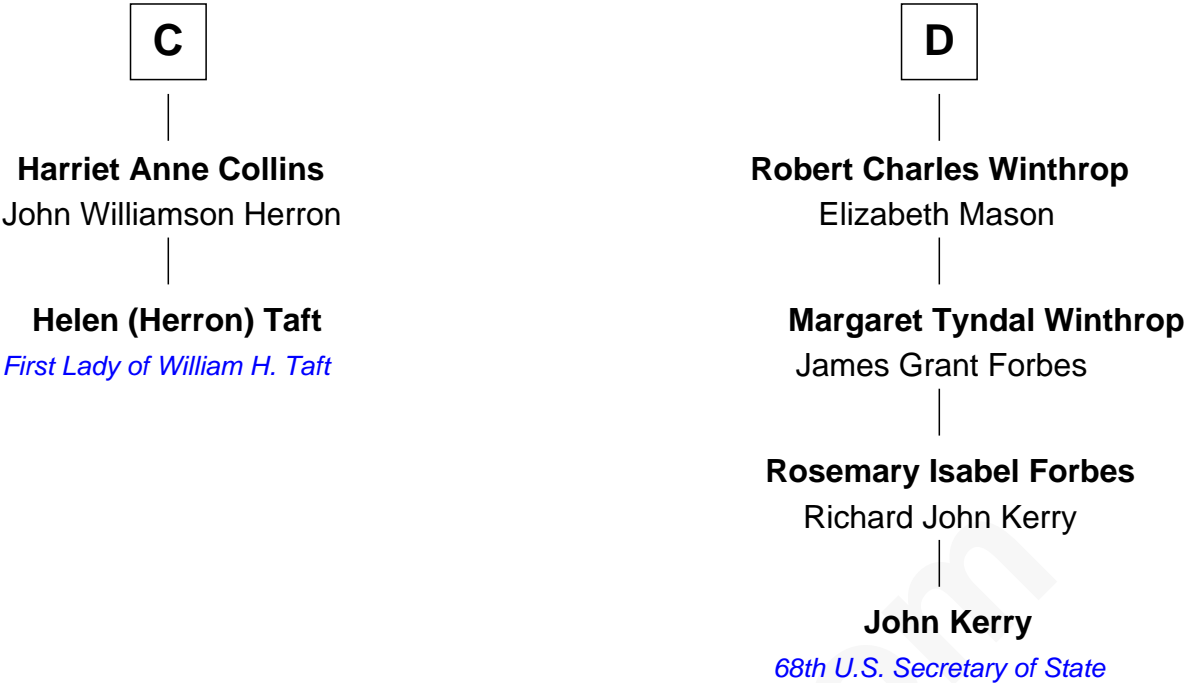 C
Harriet Anne Collins
John Williamson Herron
Helen (Herron) Taft
First Lady of William H. Taft
D
Robert Charles Winthrop
Elizabeth Mason
Margaret Tyndal Winthrop
James Grant Forbes
Rosemary Isabel Forbes
Richard John Kerry
John Kerry
68th U.S. Secretary of State